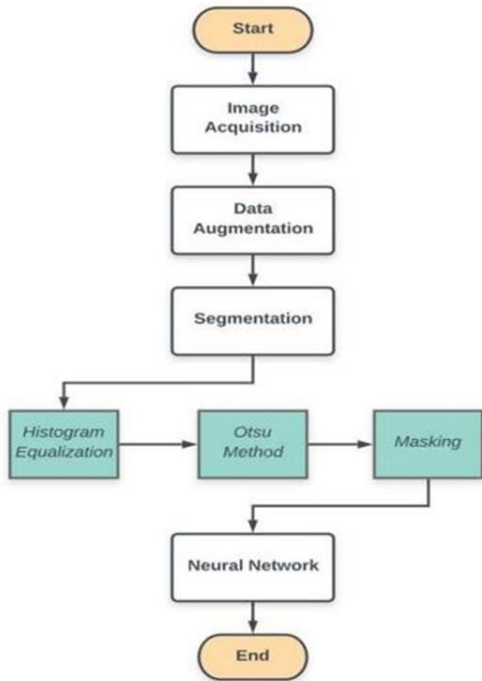 Start
Image
Acquisition
Data
Augmentation
Segmentation
Histogram
Equalization
Otsu
Method
Masking
Neural Network
End